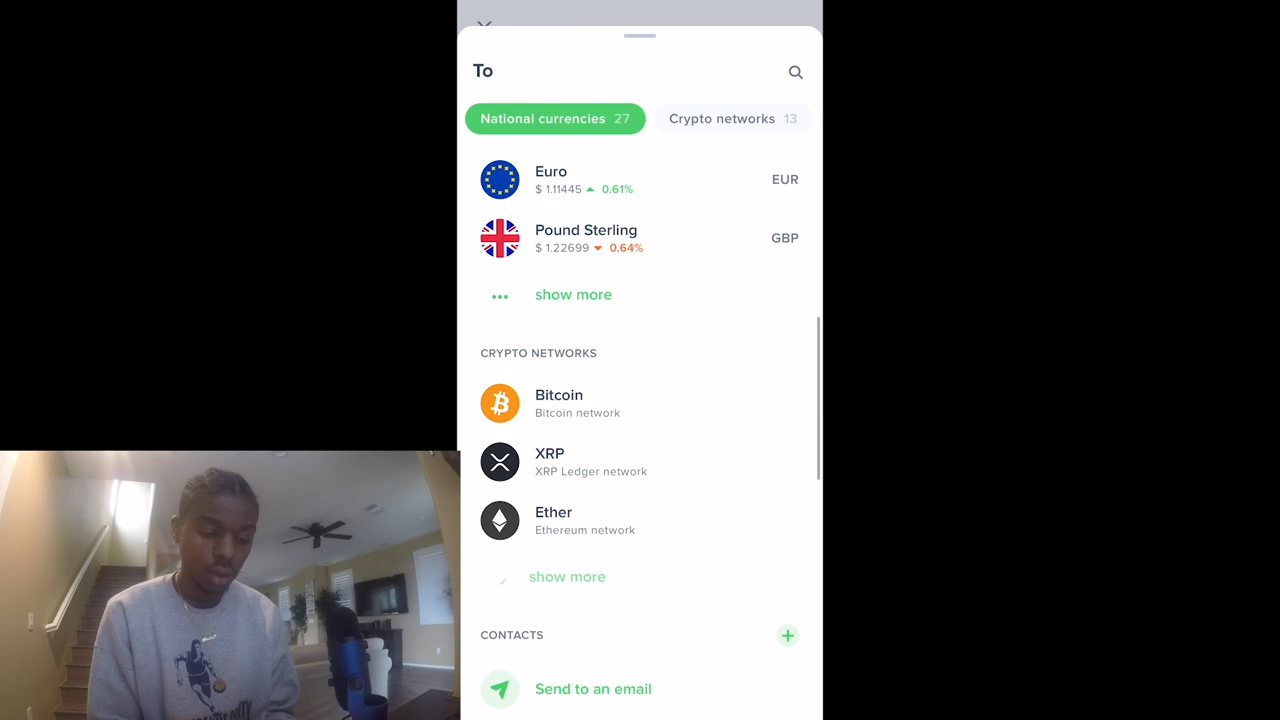 To
National currencies 27
Crypto networks 13
Euro
$ 1.11445 0.61%
EUR
Pound Sterling
$ 1.22699 0.64%
GBP
show more
CRYPTO NETWORKS
Bitcoin
Bitcoin network
XRP
XRP Ledger network
Ether
Ethereum network
show more
CONTACTS
Send to an email